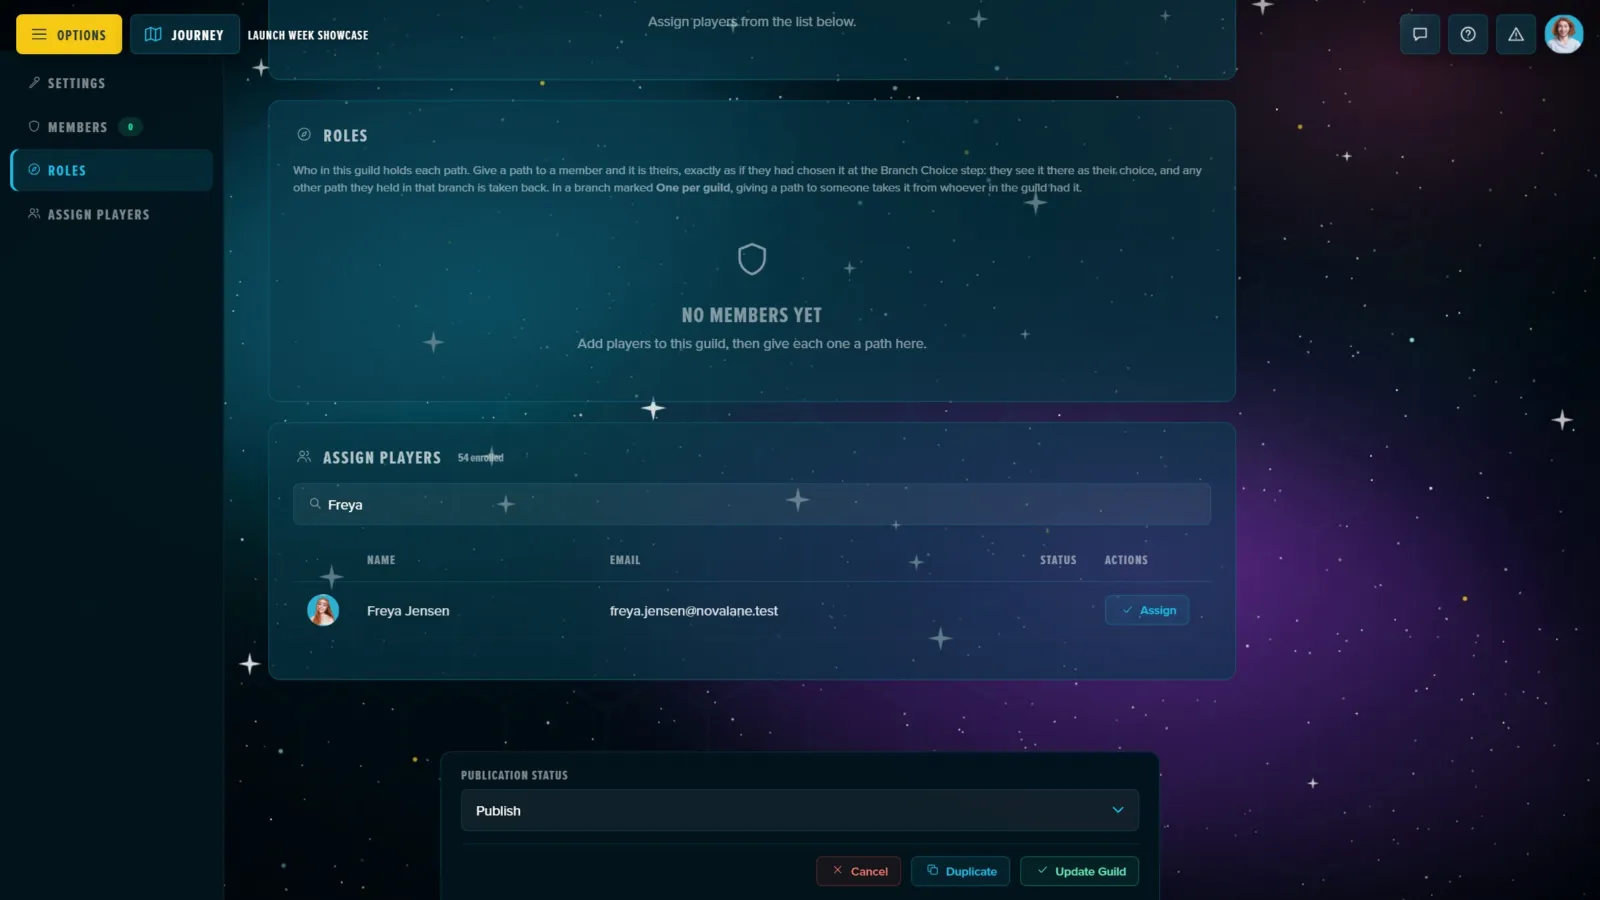 OPTIONS
JOURNEY
LAUNCH WEEK SHOWCASE
Assign players from the list below.
SETTINGS
MEMBERS 0
ROLES
ASSIGN PLAYERS
ROLES
Who in this guild holds each path. Give a path to a member and it is theirs, exactly as if they had chosen it at the Branch Choice step: they see it there as their choice, and any
other path they held in that branch is taken back. In a branch marked One per guild, giving a path to someone takes it from whoever in the guild had it.
NO MEMBERS YET
Add players to this guild, then give each one a path here.
ASSIGN PLAYERS 54 enrolled
Freya
NAME EMAIL STATUS ACTIONS
Freya Jensen freya.jensen@novalane.test Assign
PUBLICATION STATUS
Publish
Cancel Duplicate Update Guild